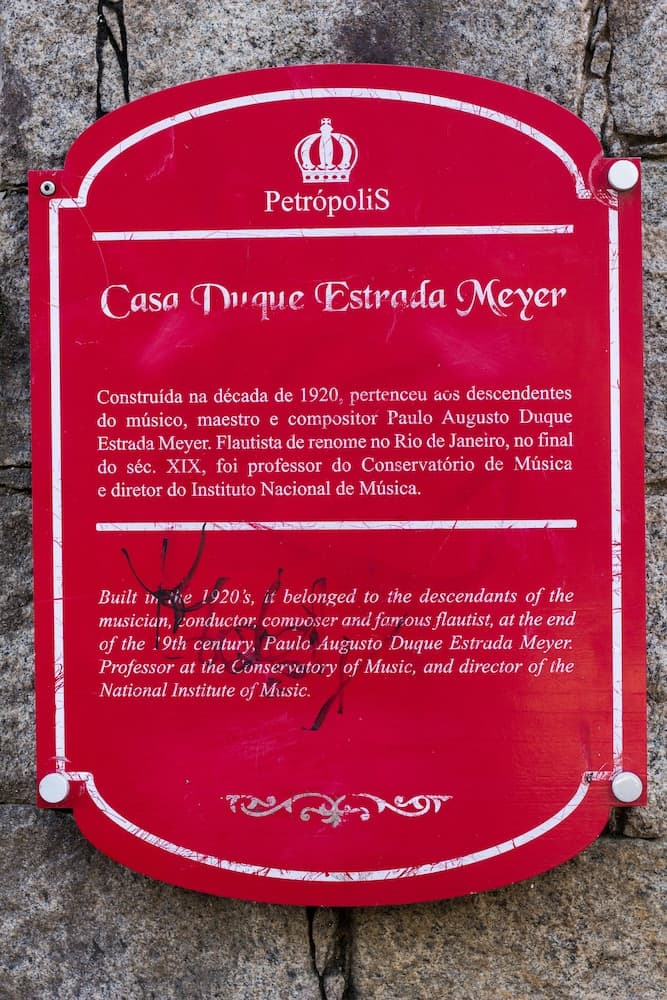 PetrópoliS
Casa Duque Estrada Meyer
Construída na década de 1920, pertenceu aos descendentes
do músico, maestro e compositor Paulo Augusto Duque
Estrada Meyer. Flautista de renome no Rio de Janeiro, no final
do séc. XIX, foi professor do Conservatório de Música
e diretor do Instituto Nacional de Música.
Built in the 1920's, it belonged to the descendants of the
musician, conductor, composer and famous flautist, at the end
of the 19th century, Paulo Augusto Duque Estrada Meyer.
Professor at the Conservatory of Music, and director of the
National Institute of Music.